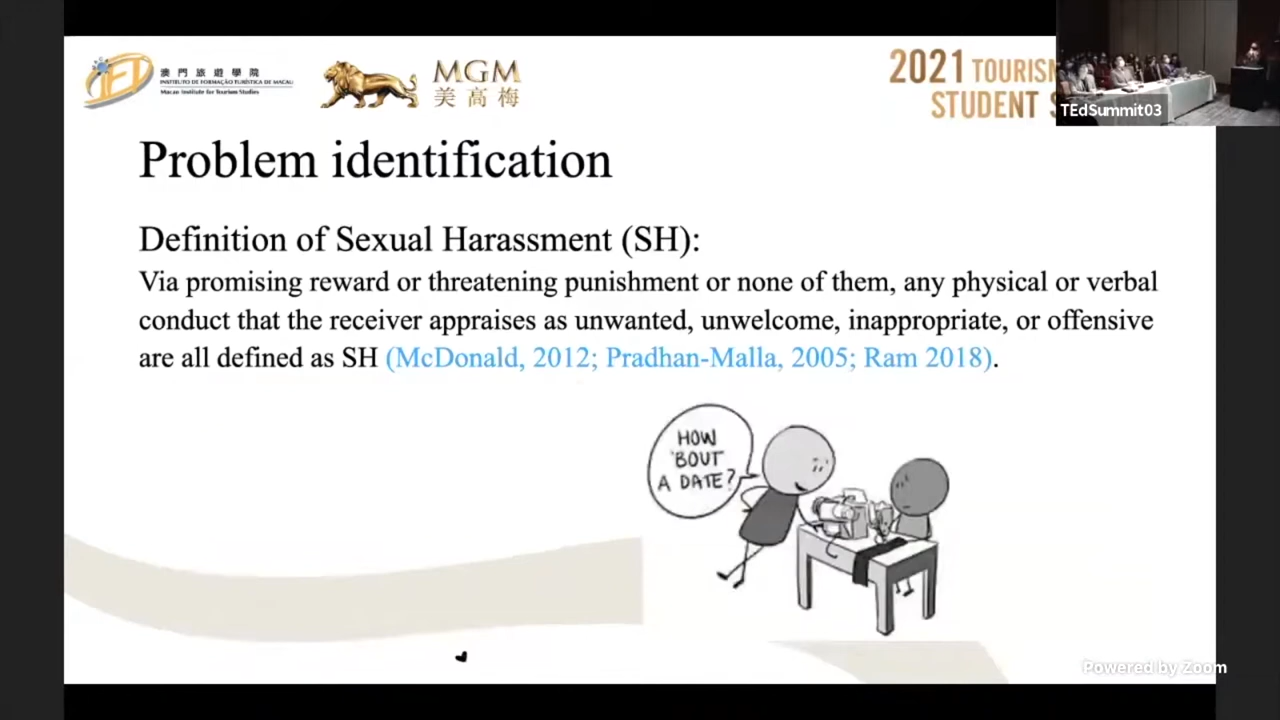 澳門旅遊學院
INSTITUTO DE FORMAÇÃO TURÍSTICA DE MACAU
Macao Institute for Tourism Studies
MGM
美高梅
2021 TOURISM
STUDENT S
TEdSummit03
Problem identification
Definition of Sexual Harassment (SH):
Via promising reward or threatening punishment or none of them, any physical or verbal
conduct that the receiver appraises as unwanted, unwelcome, inappropriate, or offensive
are all defined as SH (McDonald, 2012; Pradhan-Malla, 2005; Ram 2018).
HOW
'BOUT
A DATE?
Powered by Zoom